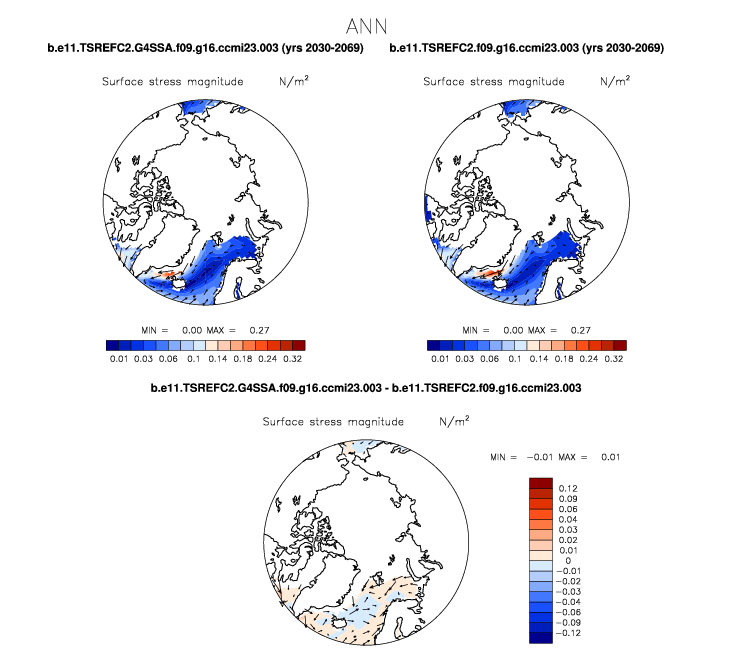 ANN
b.e11.TSREFC2.G4SSA.f09.g16.ccmi23.003 (yrs 2030-2069) b.e11.TSREFC2.f09.g16.ccmi23.003 (yrs 2030-2069)
Surface stress magnitude N/m² Surface stress magnitude N/m²
MIN = 0.00 MAX = 0.27 MIN = 0.00 MAX = 0.27
0.01 0.03 0.06 0.1 0.14 0.18 0.24 0.32 0.01 0.03 0.06 0.1 0.14 0.18 0.24 0.32
b.e11.TSREFC2.G4SSA.f09.g16.ccmi23.003 - b.e11.TSREFC2.f09.g16.ccmi23.003
Surface stress magnitude N/m²
MIN = -0.01 MAX = 0.01
0.12
0.09
0.06
0.04
0.03
0.02
0.01
0
-0.01
-0.02
-0.03
-0.04
-0.06
-0.09
-0.12